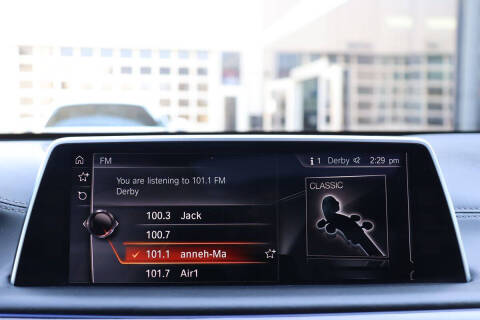 FM
i 1 Derby 2:29 pm
You are listening to 101.1 FM
Derby
CLASSIC
100.3 Jack
100.7
101.1 anneh-Ma
101.7 Air1